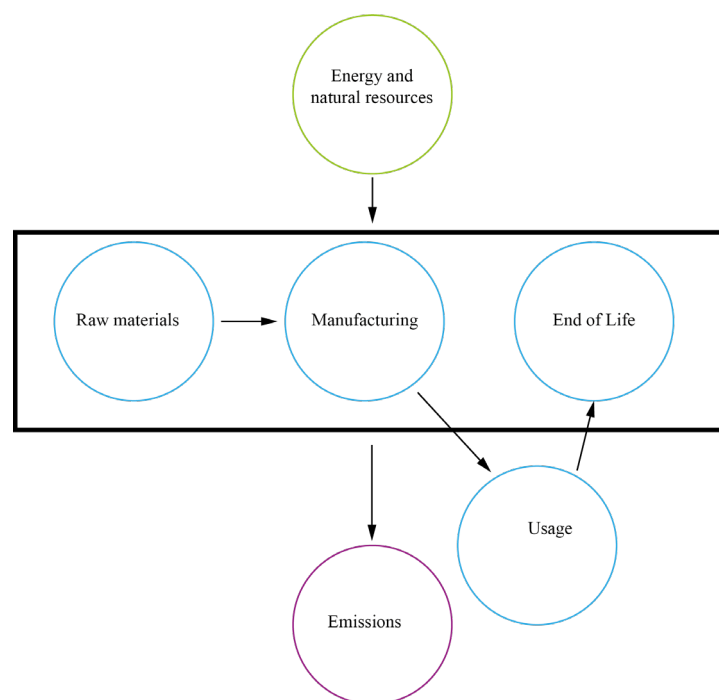 Energy and
natural resources
Raw materials
Manufacturing
End of Life
Usage
Emissions